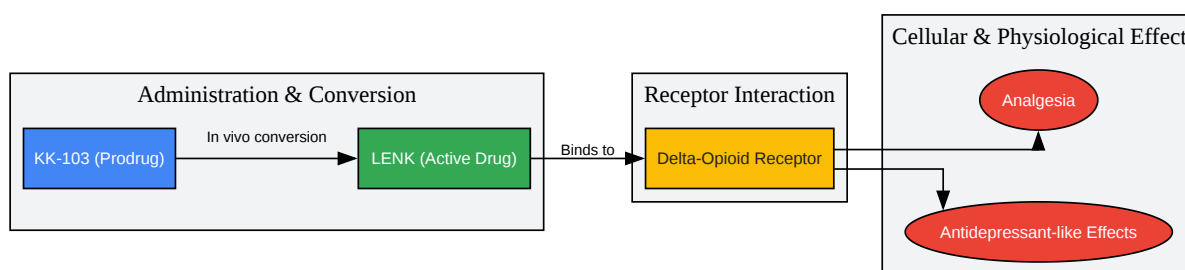 Cellular & Physiological Effect
Administration & Conversion
Receptor Interaction
Analgesia
KK-103 (Prodrug)
In vivo conversion
LENK (Active Drug)
Binds to
Delta-Opioid Receptor
Antidepressant-like Effects